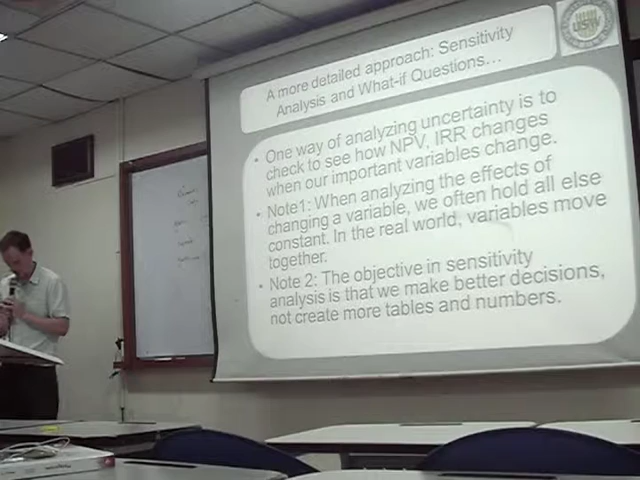 A more detailed approach: Sensitivity
Analysis and What-if Questions…
• One way of analyzing uncertainty is to
check to see how NPV, IRR changes
when our important variables change.
• Note1: When analyzing the effects of
changing a variable, we often hold all else
constant. In the real world, variables move
together.
• Note 2: The objective in sensitivity
analysis is that we make better decisions,
not create more tables and numbers.